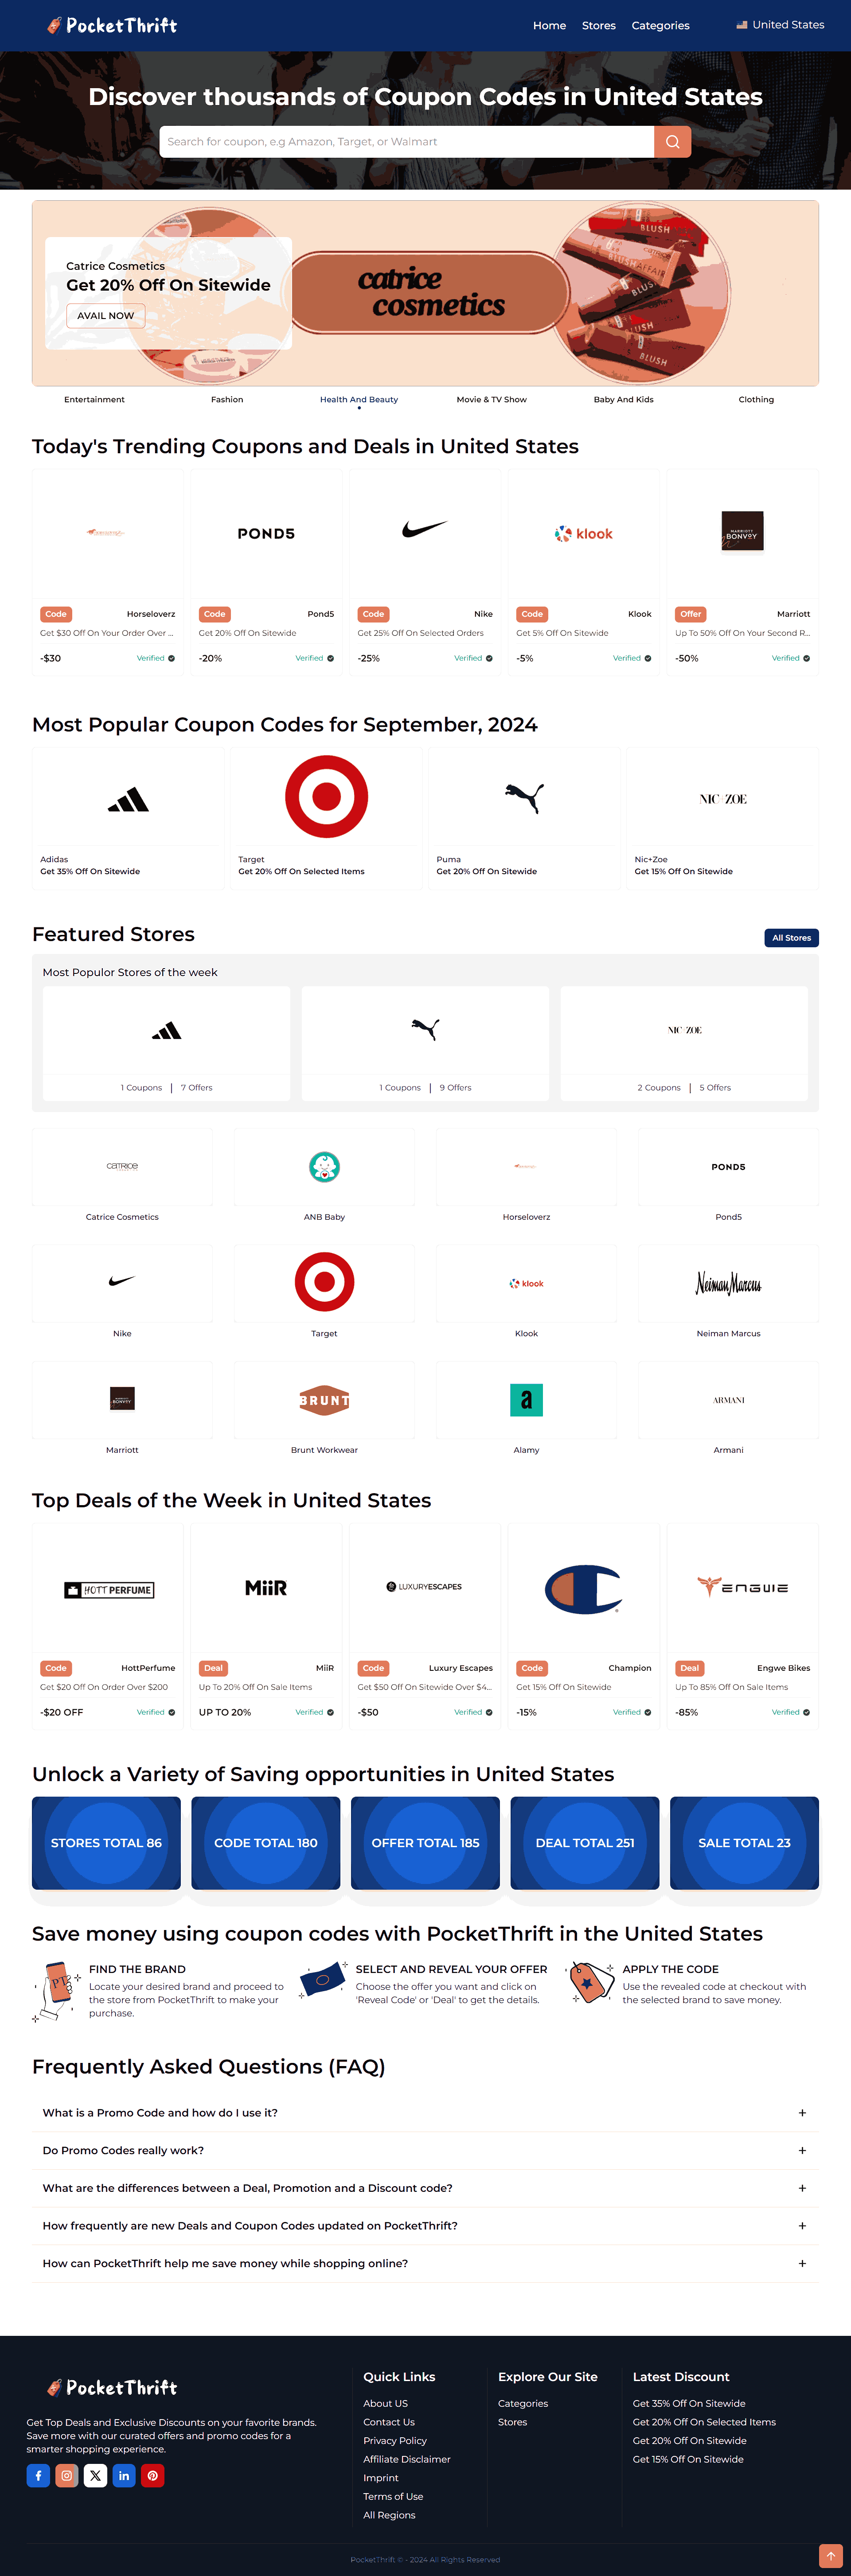 PocketThrift
Home Stores Categories United States
Discover thousands of Coupon Codes in United States
Search for coupon, e.g Amazon, Target, or Walmart
Catrice Cosmetics
Get 20% Off On Sitewide
AVAIL NOW
catrice
cosmetics
BLUSH
BLUSH AFFAIR
BLUSH
BLUSH
BLUSH
Entertainment Fashion Health And Beauty Movie & TV Show Baby And Kids Clothing
Today's Trending Coupons and Deals in United States
POND5 klook MARRIOTT BONVOY
Code Horseloverz Code Pond5 Code Nike Code Klook Offer Marriott
Get $30 Off On Your Order Over ... Get 20% Off On Sitewide Get 25% Off On Selected Orders Get 5% Off On Sitewide Up To 50% Off On Your Second R...
-$30 Verified -20% Verified -25% Verified -5% Verified -50% Verified
Most Popular Coupon Codes for September, 2024
NIC+ZOE
Adidas Target Puma Nic+Zoe
Get 35% Off On Sitewide Get 20% Off On Selected Items Get 20% Off On Sitewide Get 15% Off On Sitewide
Featured Stores All Stores
Most Populor Stores of the week
NIC+ZOE
1 Coupons | 7 Offers 1 Coupons | 9 Offers 2 Coupons | 5 Offers
CATRICE POND5
Catrice Cosmetics ANB Baby Horseloverz Pond5
klook Neiman Marcus
Nike Target Klook Neiman Marcus
MARRIOTT BONVOY BRUNT a ARMANI
Marriott Brunt Workwear Alamy Armani
Top Deals of the Week in United States
HOTT PERFUME MiiR LUXURYESCAPES ENGWE
Code HottPerfume Deal MiiR Code Luxury Escapes Code Champion Deal Engwe Bikes
Get $20 Off On Order Over $200 Up To 20% Off On Sale Items Get $50 Off On Sitewide Over $4... Get 15% Off On Sitewide Up To 85% Off On Sale Items
-$20 OFF Verified UP TO 20% Verified -$50 Verified -15% Verified -85% Verified
Unlock a Variety of Saving opportunities in United States
STORES TOTAL 86 CODE TOTAL 180 OFFER TOTAL 185 DEAL TOTAL 251 SALE TOTAL 23
Save money using coupon codes with PocketThrift in the United States
PT
FIND THE BRAND
Locate your desired brand and proceed to
the store from PocketThrift to make your
purchase.
SELECT AND REVEAL YOUR OFFER
Choose the offer you want and click on
'Reveal Code' or 'Deal' to get the details.
APPLY THE CODE
Use the revealed code at checkout with
the selected brand to save money.
Frequently Asked Questions (FAQ)
What is a Promo Code and how do I use it? +
Do Promo Codes really work? +
What are the differences between a Deal, Promotion and a Discount code? +
How frequently are new Deals and Coupon Codes updated on PocketThrift? +
How can PocketThrift help me save money while shopping online? +
PocketThrift
Get Top Deals and Exclusive Discounts on your favorite brands.
Save more with our curated offers and promo codes for a
smarter shopping experience.
Quick Links
About US
Contact Us
Privacy Policy
Affiliate Disclaimer
Imprint
Terms of Use
All Regions
Explore Our Site
Categories
Stores
Latest Discount
Get 35% Off On Sitewide
Get 20% Off On Selected Items
Get 20% Off On Sitewide
Get 15% Off On Sitewide
PocketThrift © - 2024 All Rights Reserved